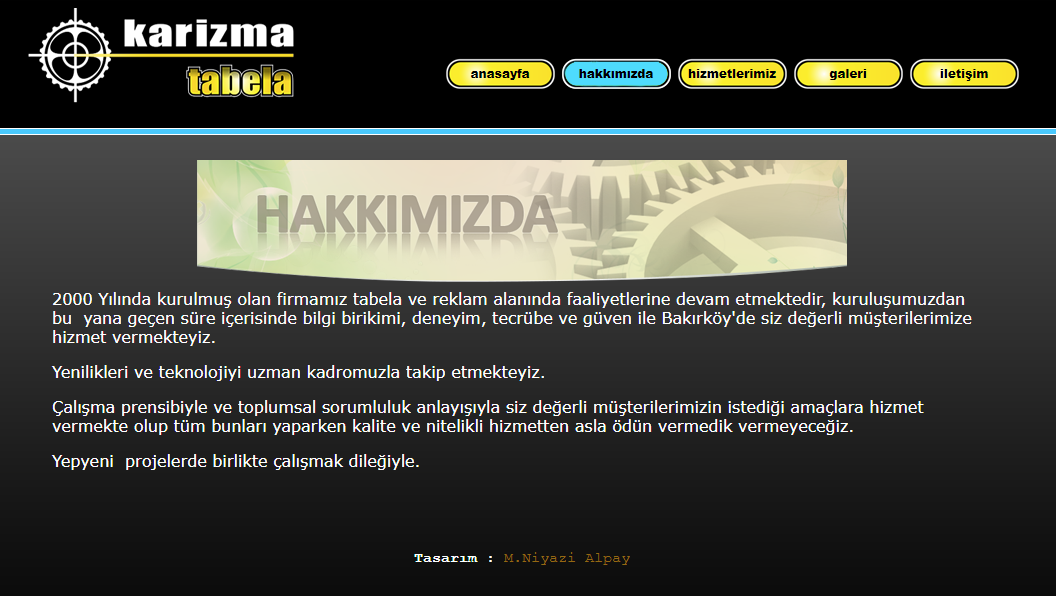 karizma
tabela
anasayfa hakkımızda hizmetlerimiz galeri iletişim
HAKKIMIZDA
2000 Yılında kurulmuş olan firmamız tabela ve reklam alanında faaliyetlerine devam etmektedir, kuruluşumuzdan
bu  yana geçen süre içerisinde bilgi birikimi, deneyim, tecrübe ve güven ile Bakırköy'de siz değerli müşterilerimize
hizmet vermekteyiz.
Yenilikleri ve teknolojiyi uzman kadromuzla takip etmekteyiz.
Çalışma prensibiyle ve toplumsal sorumluluk anlayışıyla siz değerli müşterilerimizin istediği amaçlara hizmet
vermekte olup tüm bunları yaparken kalite ve nitelikli hizmetten asla ödün vermedik vermeyeceğiz.
Yepyeni  projelerde birlikte çalışmak dileğiyle.
Tasarım : M.Niyazi Alpay